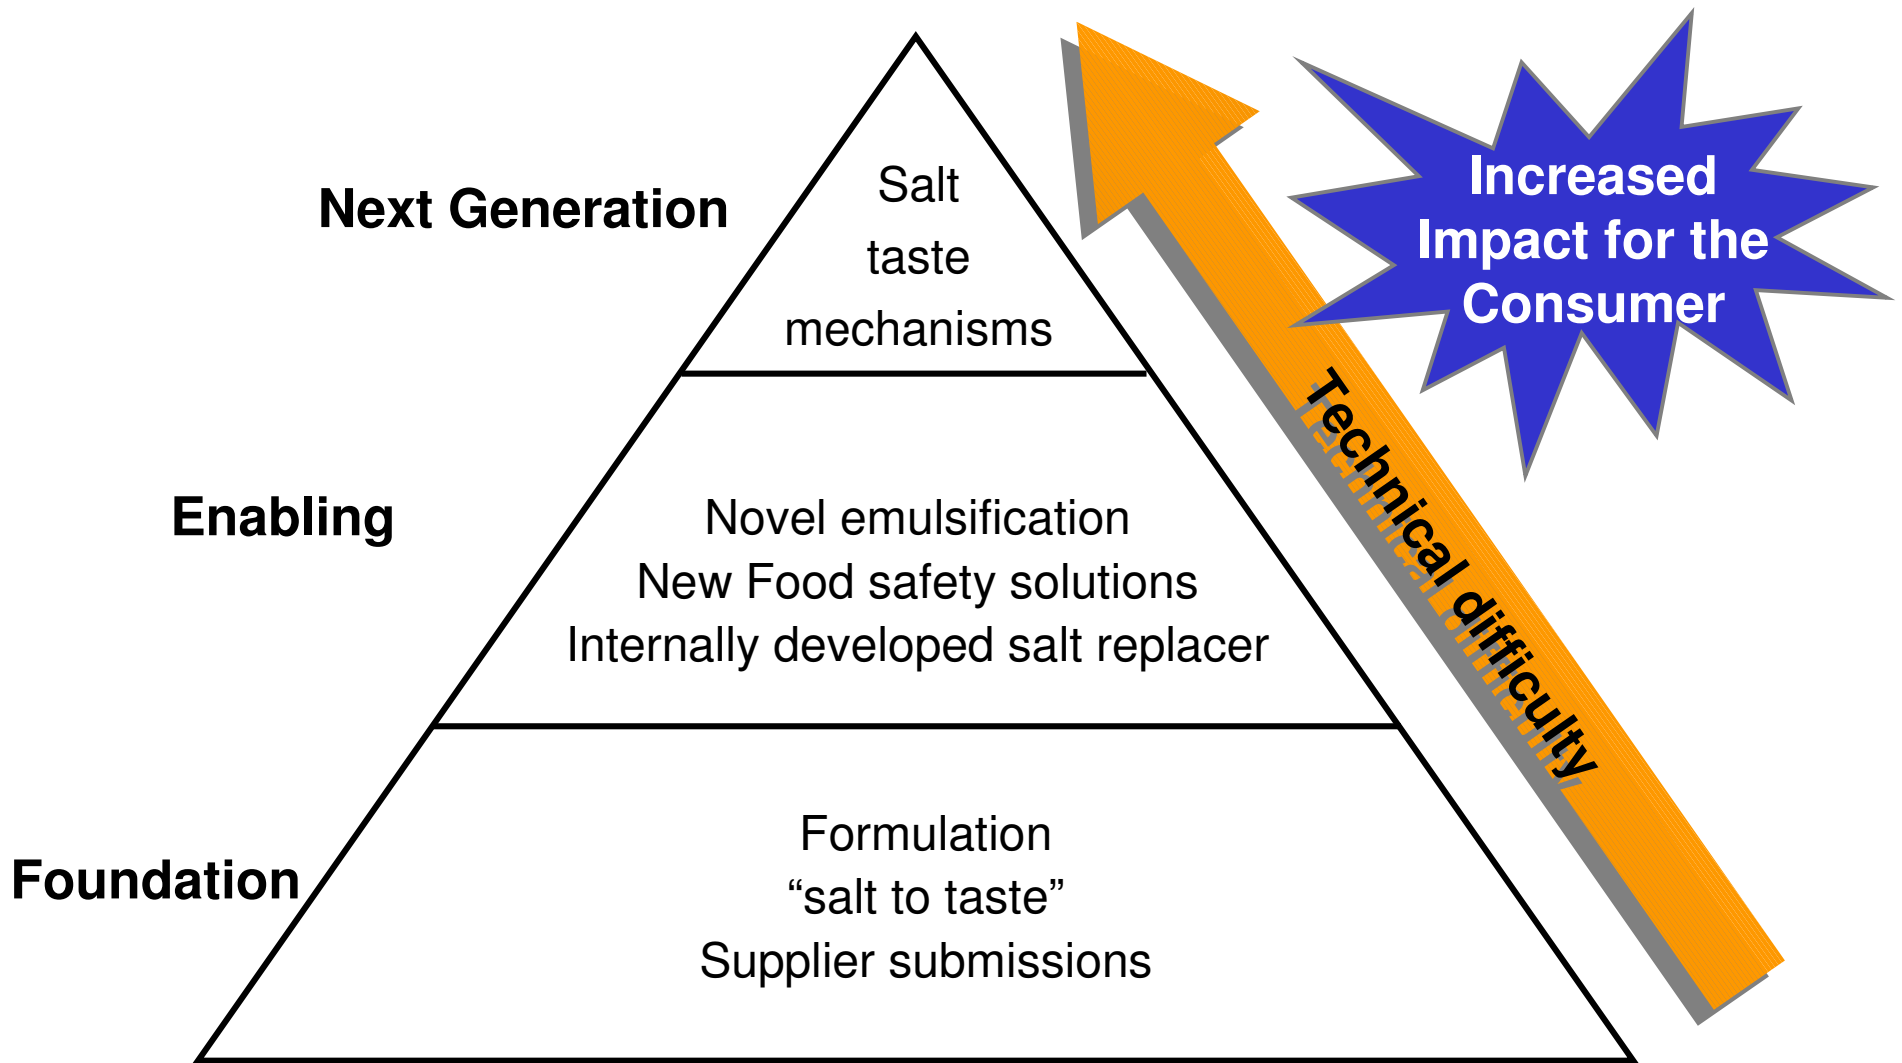 Next Generation
Salt
taste
mechanisms
Increased
Impact for the
Consumer
Technical difficulty
Enabling
Novel emulsification
New Food safety solutions
Internally developed salt replacer
Foundation
Formulation
“salt to taste”
Supplier submissions